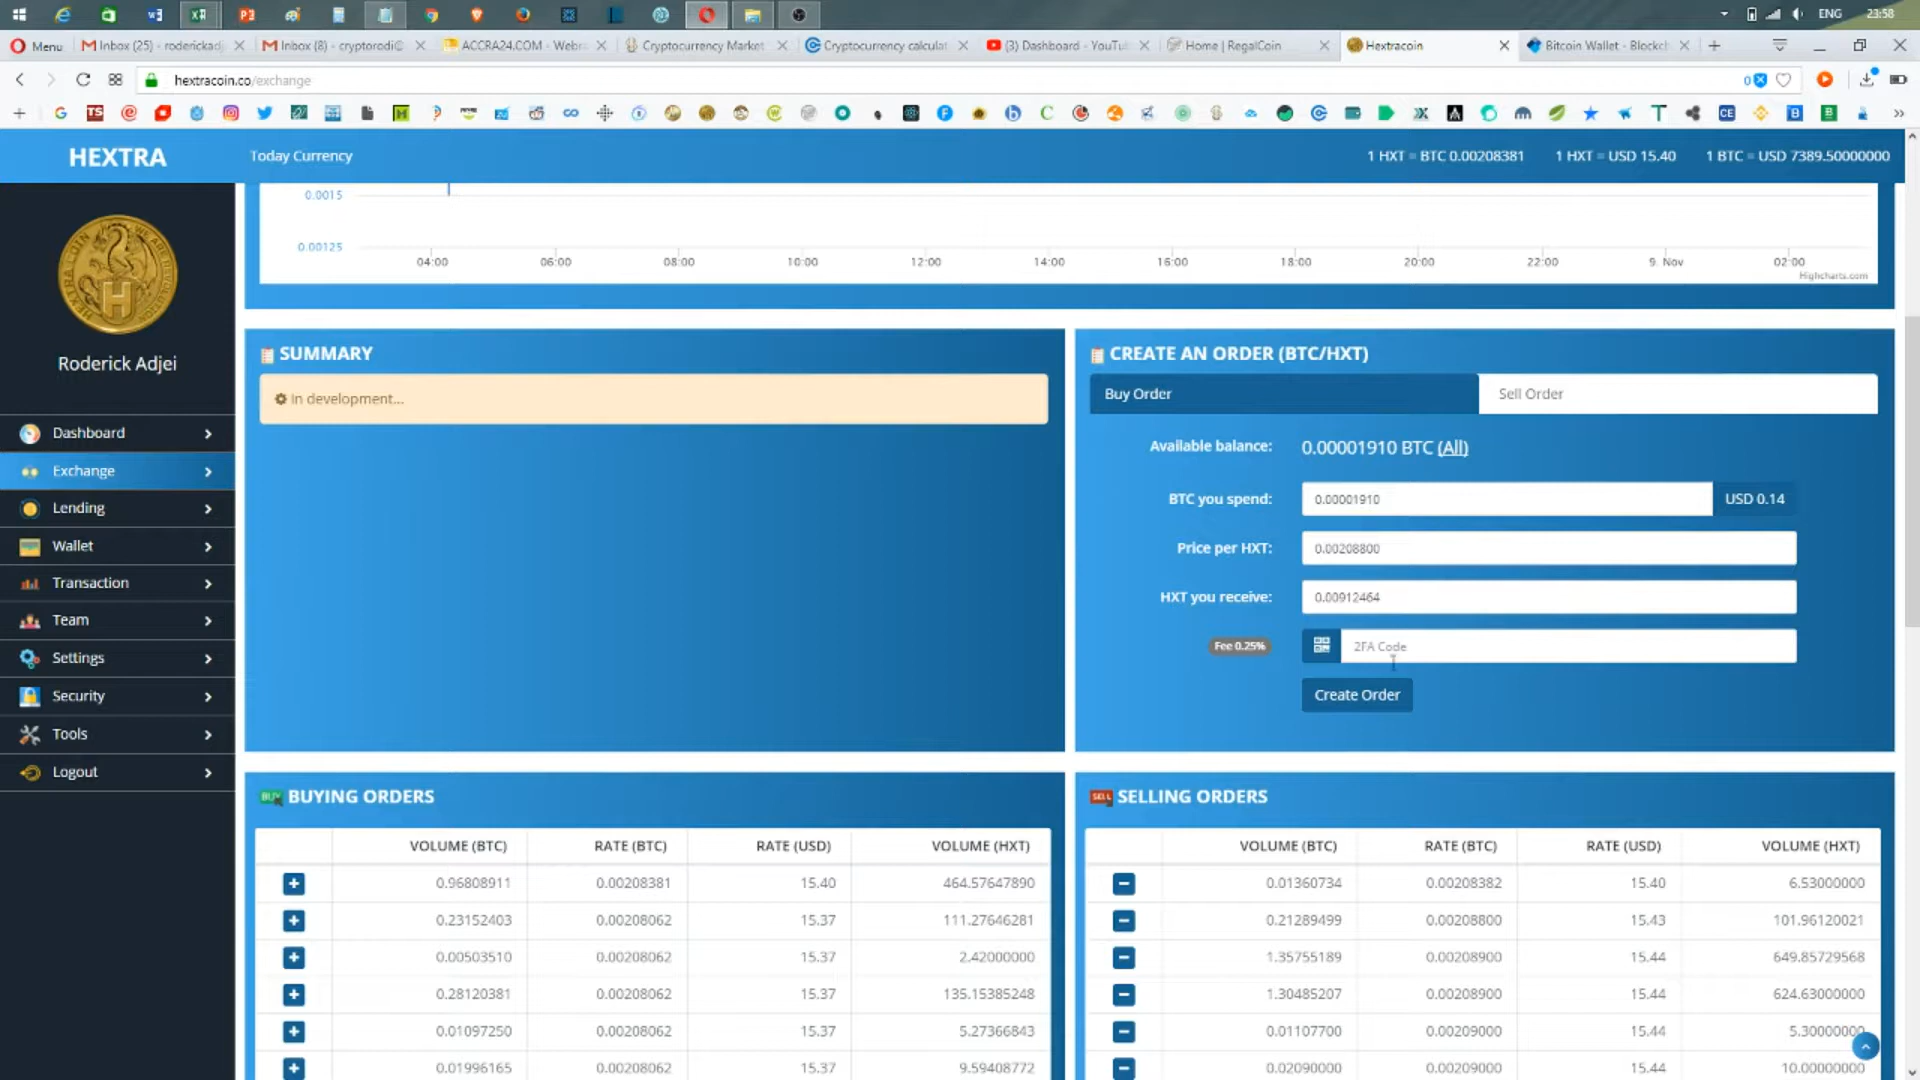 ENG 23:58
Menu Inbox (25) - roderickad Inbox (8) - cryptorodi@ ACCRA24.COM - Webm Cryptocurrency Market Cryptocurrency calculat (3) Dashboard - YouTu Home | RegalCoin Hextracoin Bitcoin Wallet - Blockch
hextracoin.co/exchange
HEXTRA Today Currency 1 HXT = BTC 0.00208381 1 HXT = USD 15.40 1 BTC = USD 7389.50000000
0.0015
0.00125
04:00 06:00 08:00 10:00 12:00 14:00 16:00 18:00 20:00 22:00 9. Nov 02:00
Highcharts.com
Roderick Adjei
Dashboard
Exchange
Lending
Wallet
Transaction
Team
Settings
Security
Tools
Logout
SUMMARY
In development...
CREATE AN ORDER (BTC/HXT)
Buy Order Sell Order
Available balance: 0.00001910 BTC (All)
BTC you spend: 0.00001910 USD 0.14
Price per HXT: 0.00208800
HXT you receive: 0.00912464
Fee 0.25% 2FA Code
Create Order
BUY BUYING ORDERS
VOLUME (BTC) RATE (BTC) RATE (USD) VOLUME (HXT)
0.96808911 0.00208381 15.40 464.57647890
0.23152403 0.00208062 15.37 111.27646281
0.00503510 0.00208062 15.37 2.42000000
0.28120381 0.00208062 15.37 135.15385248
0.01097250 0.00208062 15.37 5.27366843
0.01996165 0.00208062 15.37 9.59408772
SELL SELLING ORDERS
VOLUME (BTC) RATE (BTC) RATE (USD) VOLUME (HXT)
0.01360734 0.00208382 15.40 6.53000000
0.21289499 0.00208800 15.43 101.96120021
1.35755189 0.00208900 15.44 649.85729568
1.30485207 0.00208900 15.44 624.63000000
0.01107700 0.00209000 15.44 5.30000000
0.02090000 0.00209000 15.44 10.00000000